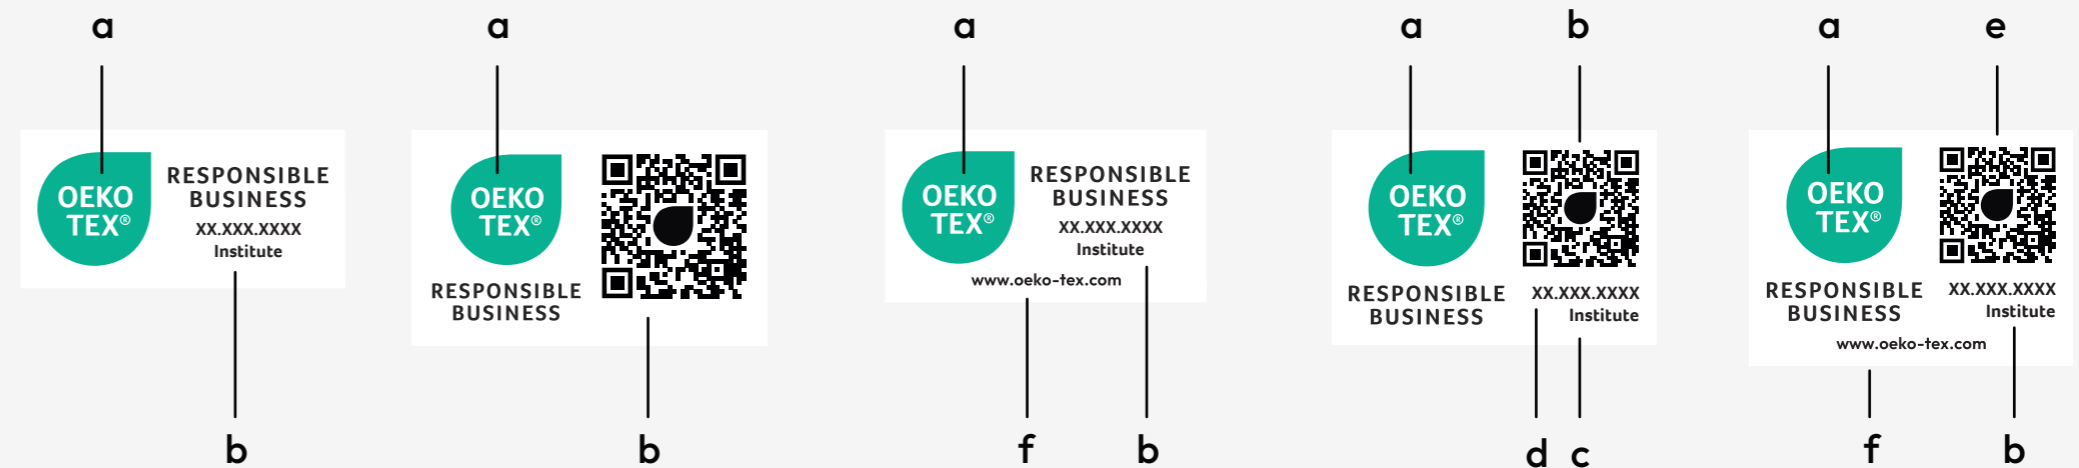 a
a
a
a
b
a
e
OEKO
TEX®
RESPONSIBLE
BUSINESS
XX.XXX.XXXX
Institute
b
OEKO
TEX®
RESPONSIBLE
BUSINESS
b
OEKO
TEX®
RESPONSIBLE
BUSINESS
XX.XXX.XXXX
Institute
www.oeko-tex.com
f
b
OEKO
TEX®
RESPONSIBLE
BUSINESS
XX.XXX.XXXX
Institute
d
c
OEKO
TEX®
RESPONSIBLE
BUSINESS
XX.XXX.XXXX
Institute
www.oeko-tex.com
f
b